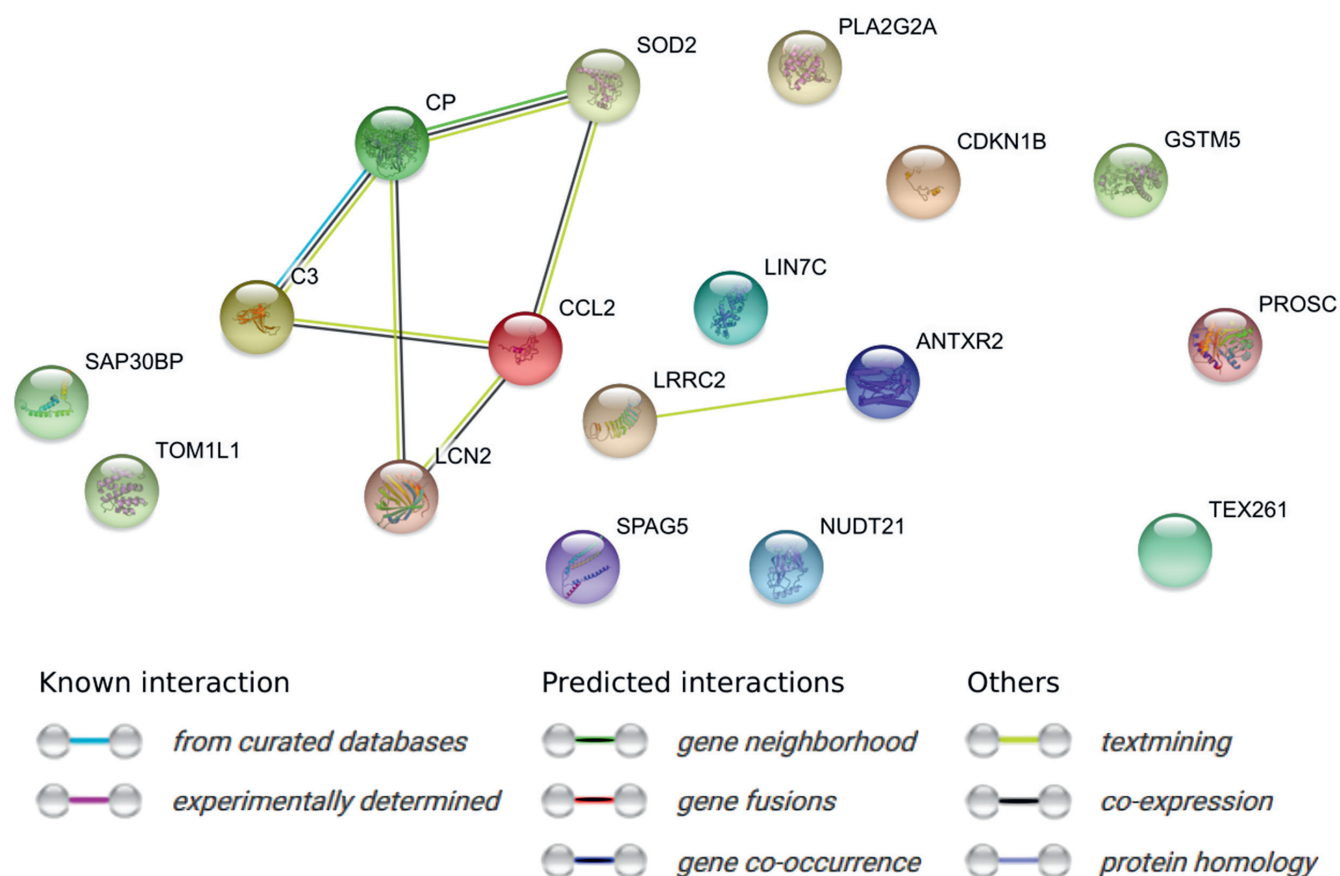 PLA2G2A
SOD2
CP
CDKN1B
GSTM5
LIN7C
C3
CCL2
PROSC
ANTXR2
SAP30BP
LRRC2
TOM1L1
LCN2
SPAG5
NUDT21
TEX261
Known interaction
from curated databases
experimentally determined
Predicted interactions
gene neighborhood
gene fusions
gene co-occurrence
Others
textmining
co-expression
protein homology